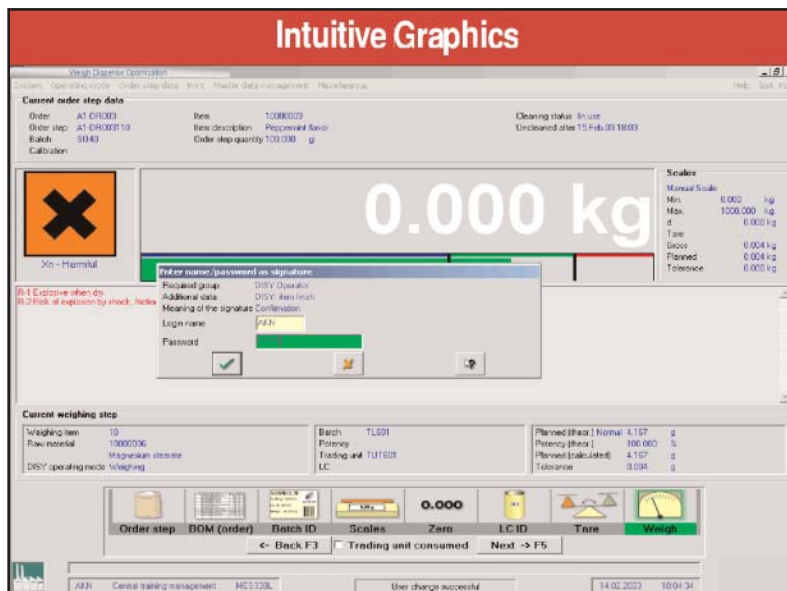 Intuitive Graphics
Weigh Dispense Optimization
System Operating mode Order step data Print Master data management Miscellaneous Help
Current order step data
Order A1-DR003 Item 10000003 Cleaning status In use
Order step A1-DR003110 Item description Peppermint flavor Uncleaned after 15.Feb.03 18:03
Batch Order step quantity 100.000 g
Calibration
0.000 kg
Xn - Harmful
Scales
Manual Scale
Min. 0.000 kg
Max. 1000.000 kg
d 0.000 kg
Tare
Gross 0.004 kg
Planned 0.004 kg
Tolerance 0.000 kg
R-1 Explosive when dry.
R-2 Risk of explosion by shock, friction
Enter name/password as signature
Required group DISY Operator
Additional data DISY: item finish
Meaning of the signature Confirmation
Login name AKN
Password
Current weighing step
Weighing item 10 Batch TL601 Planned (theor.) Normal 4.167 g
Raw material 10000006 Potency Potency (theor.) 100.000 %
Magnesium stearate Trading unit TUT601 Planned (calculated) 4.167 g
DISY operating mode Weighing LC Tolerance 0.004 g
0.000
Order step BOM (order) Batch ID Scales Zero LC ID Tare Weigh
<- Back F3 Trading unit consumed Next -> F5
AKN Central training management MES330L User change successful 14.02.2003 18:04:34